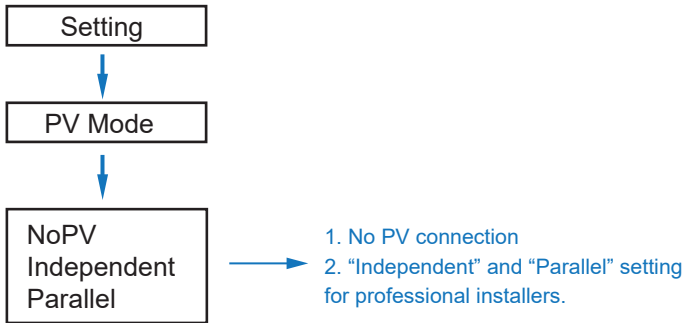 Setting
PV Mode
NoPV
Independent
Parallel
1. No PV connection
2. “Independent” and “Parallel” setting
for professional installers.